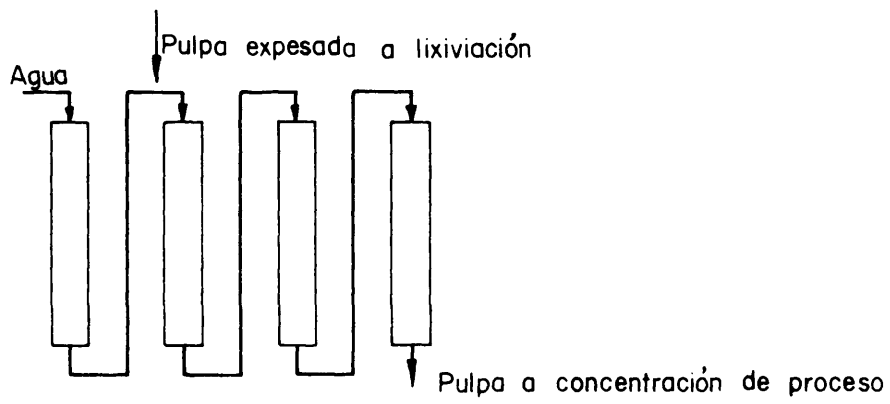 Pulpa expesada a lixiviación
Agua
Pulpa a concentración de proceso